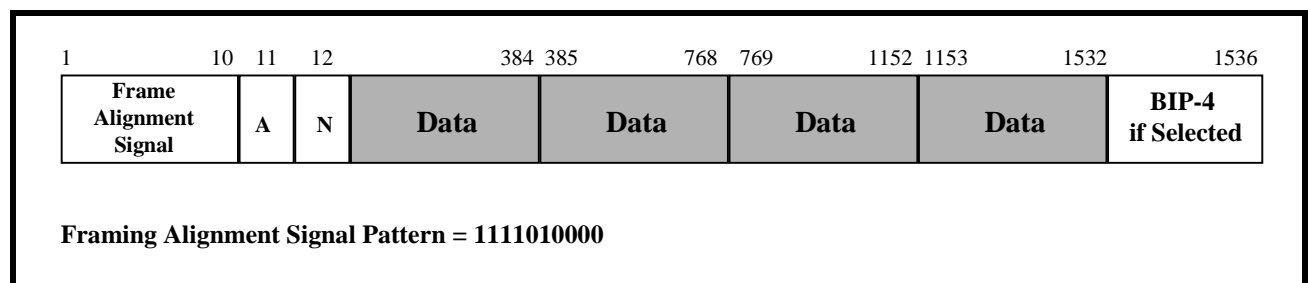 1 10 11 12 384 385 768 769 1152 1153 1532 1536
Frame
Alignment
Signal
A
N
Data
Data
Data
Data
BIP-4
if Selected
Framing Alignment Signal Pattern = 1111010000